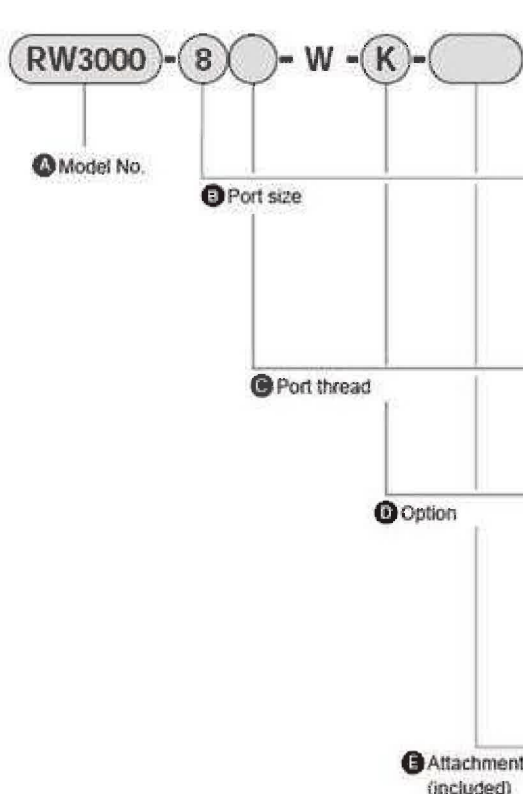 RW3000 - 8 - W - K -
A Model No.
B Port size
C Port thread
D Option
E Attachment
(included)